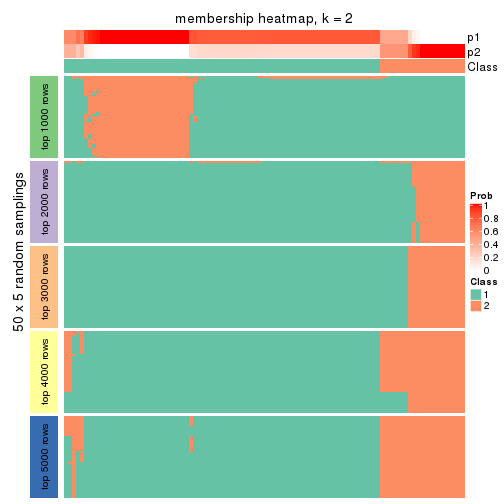 membership heatmap, k = 2
p1
p2
Class
50 x 5 random samplings
top 1000 rows
top 2000 rows
top 3000 rows
top 4000 rows
top 5000 rows
Prob
1
0.8
0.6
0.4
0.2
0
Class
1
2